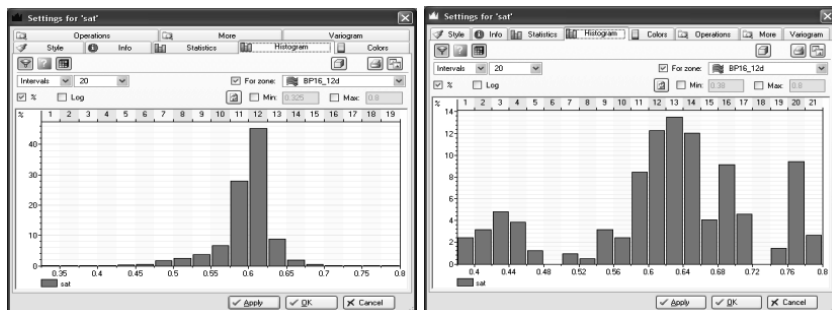 Settings for 'sat'
Operations More Variogram
Style Info Statistics Histogram Colors
Intervals 20 For zone: BP16_12d
% Log Min: 0.325 Max: 0.8
% 1 2 3 4 5 6 7 8 9 10 11 12 13 14 15 16 17 18 19
40
30
20
10
0
0.35 0.4 0.45 0.5 0.55 0.6 0.65 0.7 0.75 0.8
sat
Apply OK Cancel
Settings for 'sat'
Style Info Statistics Histogram Colors Operations More Variogram
Intervals 20 For zone: BP16_12d
% Log Min: 0.38 Max: 0.8
% 1 2 3 4 5 6 7 8 9 10 11 12 13 14 15 16 17 18 19 20 21
14
12
10
8
6
4
2
0
0.4 0.44 0.48 0.52 0.56 0.6 0.64 0.68 0.72 0.76 0.8
sat
Apply OK Cancel